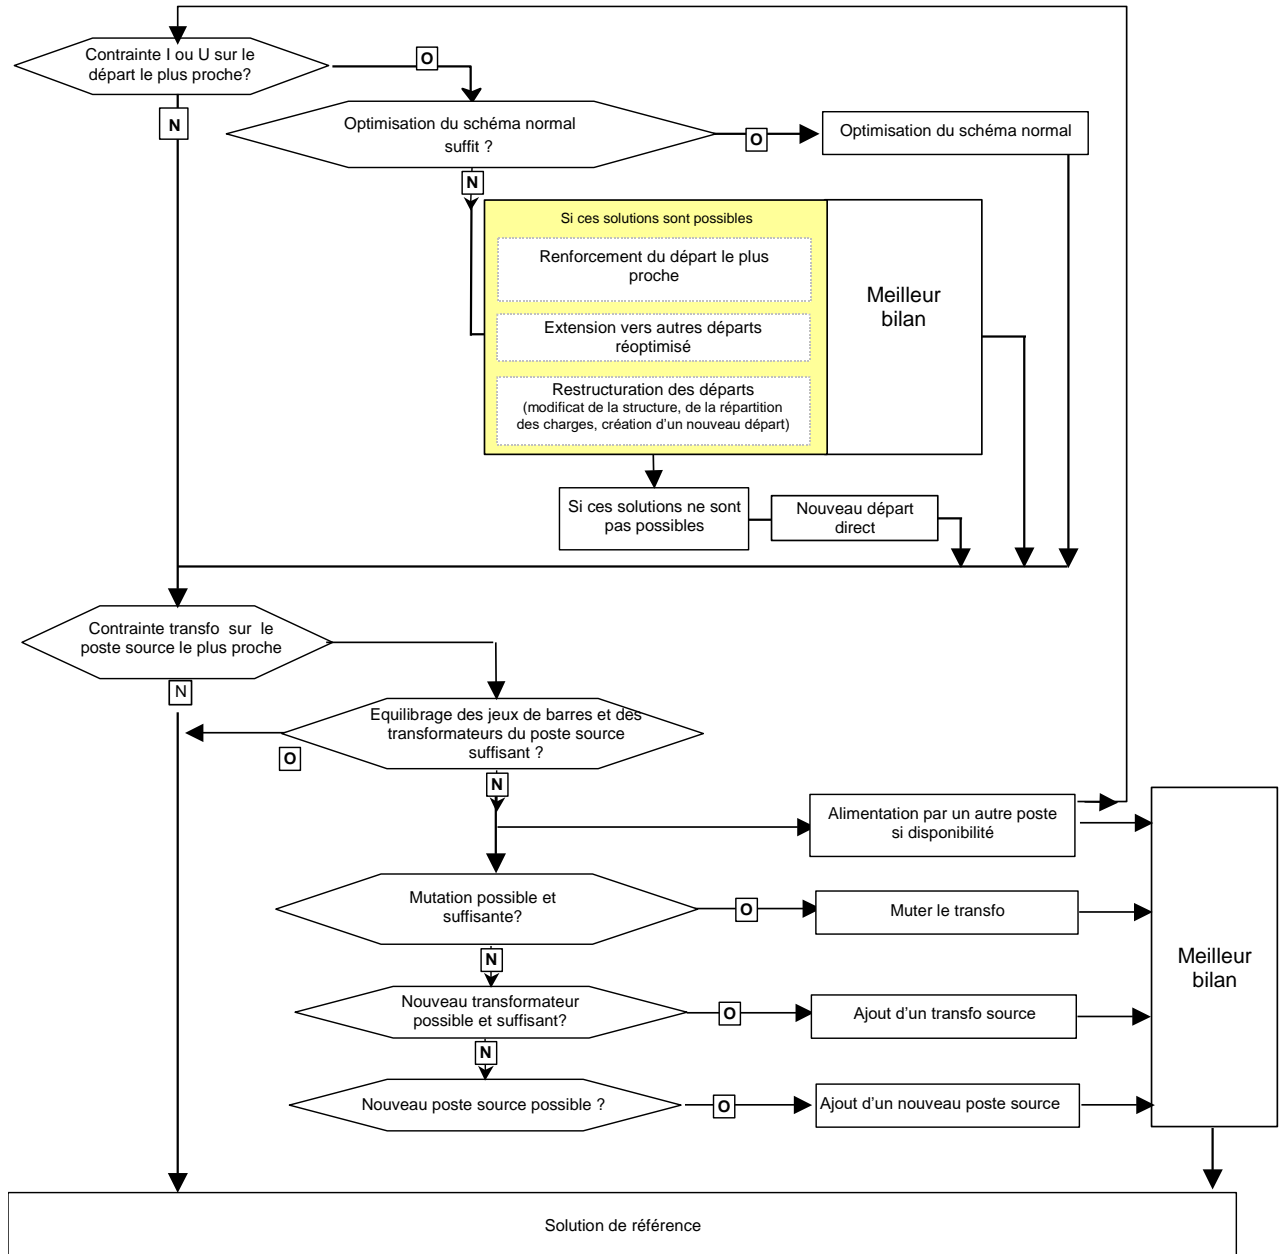 Contrainte I ou U sur le
départ le plus proche?
O
N
Optimisation du schéma normal
suffit ?
O
Optimisation du schéma normal
N
Si ces solutions sont possibles
Renforcement du départ le plus
proche
Extension vers autres départs
réoptimisé
Restructuration des départs
(modificat de la structure, de la répartition
des charges, création d'un nouveau départ)
Meilleur
bilan
Si ces solutions ne sont
pas possibles
Nouveau départ
direct
Contrainte transfo sur le
poste source le plus proche
N
Equilibrage des jeux de barres et des
transformateurs du poste source
suffisant ?
O
N
Alimentation par un autre poste
si disponibilité
Mutation possible et
suffisante?
O
Muter le transfo
N
Nouveau transformateur
possible et suffisant?
O
Ajout d'un transfo source
N
Nouveau poste source possible ?
O
Ajout d'un nouveau poste source
Meilleur
bilan
Solution de référence